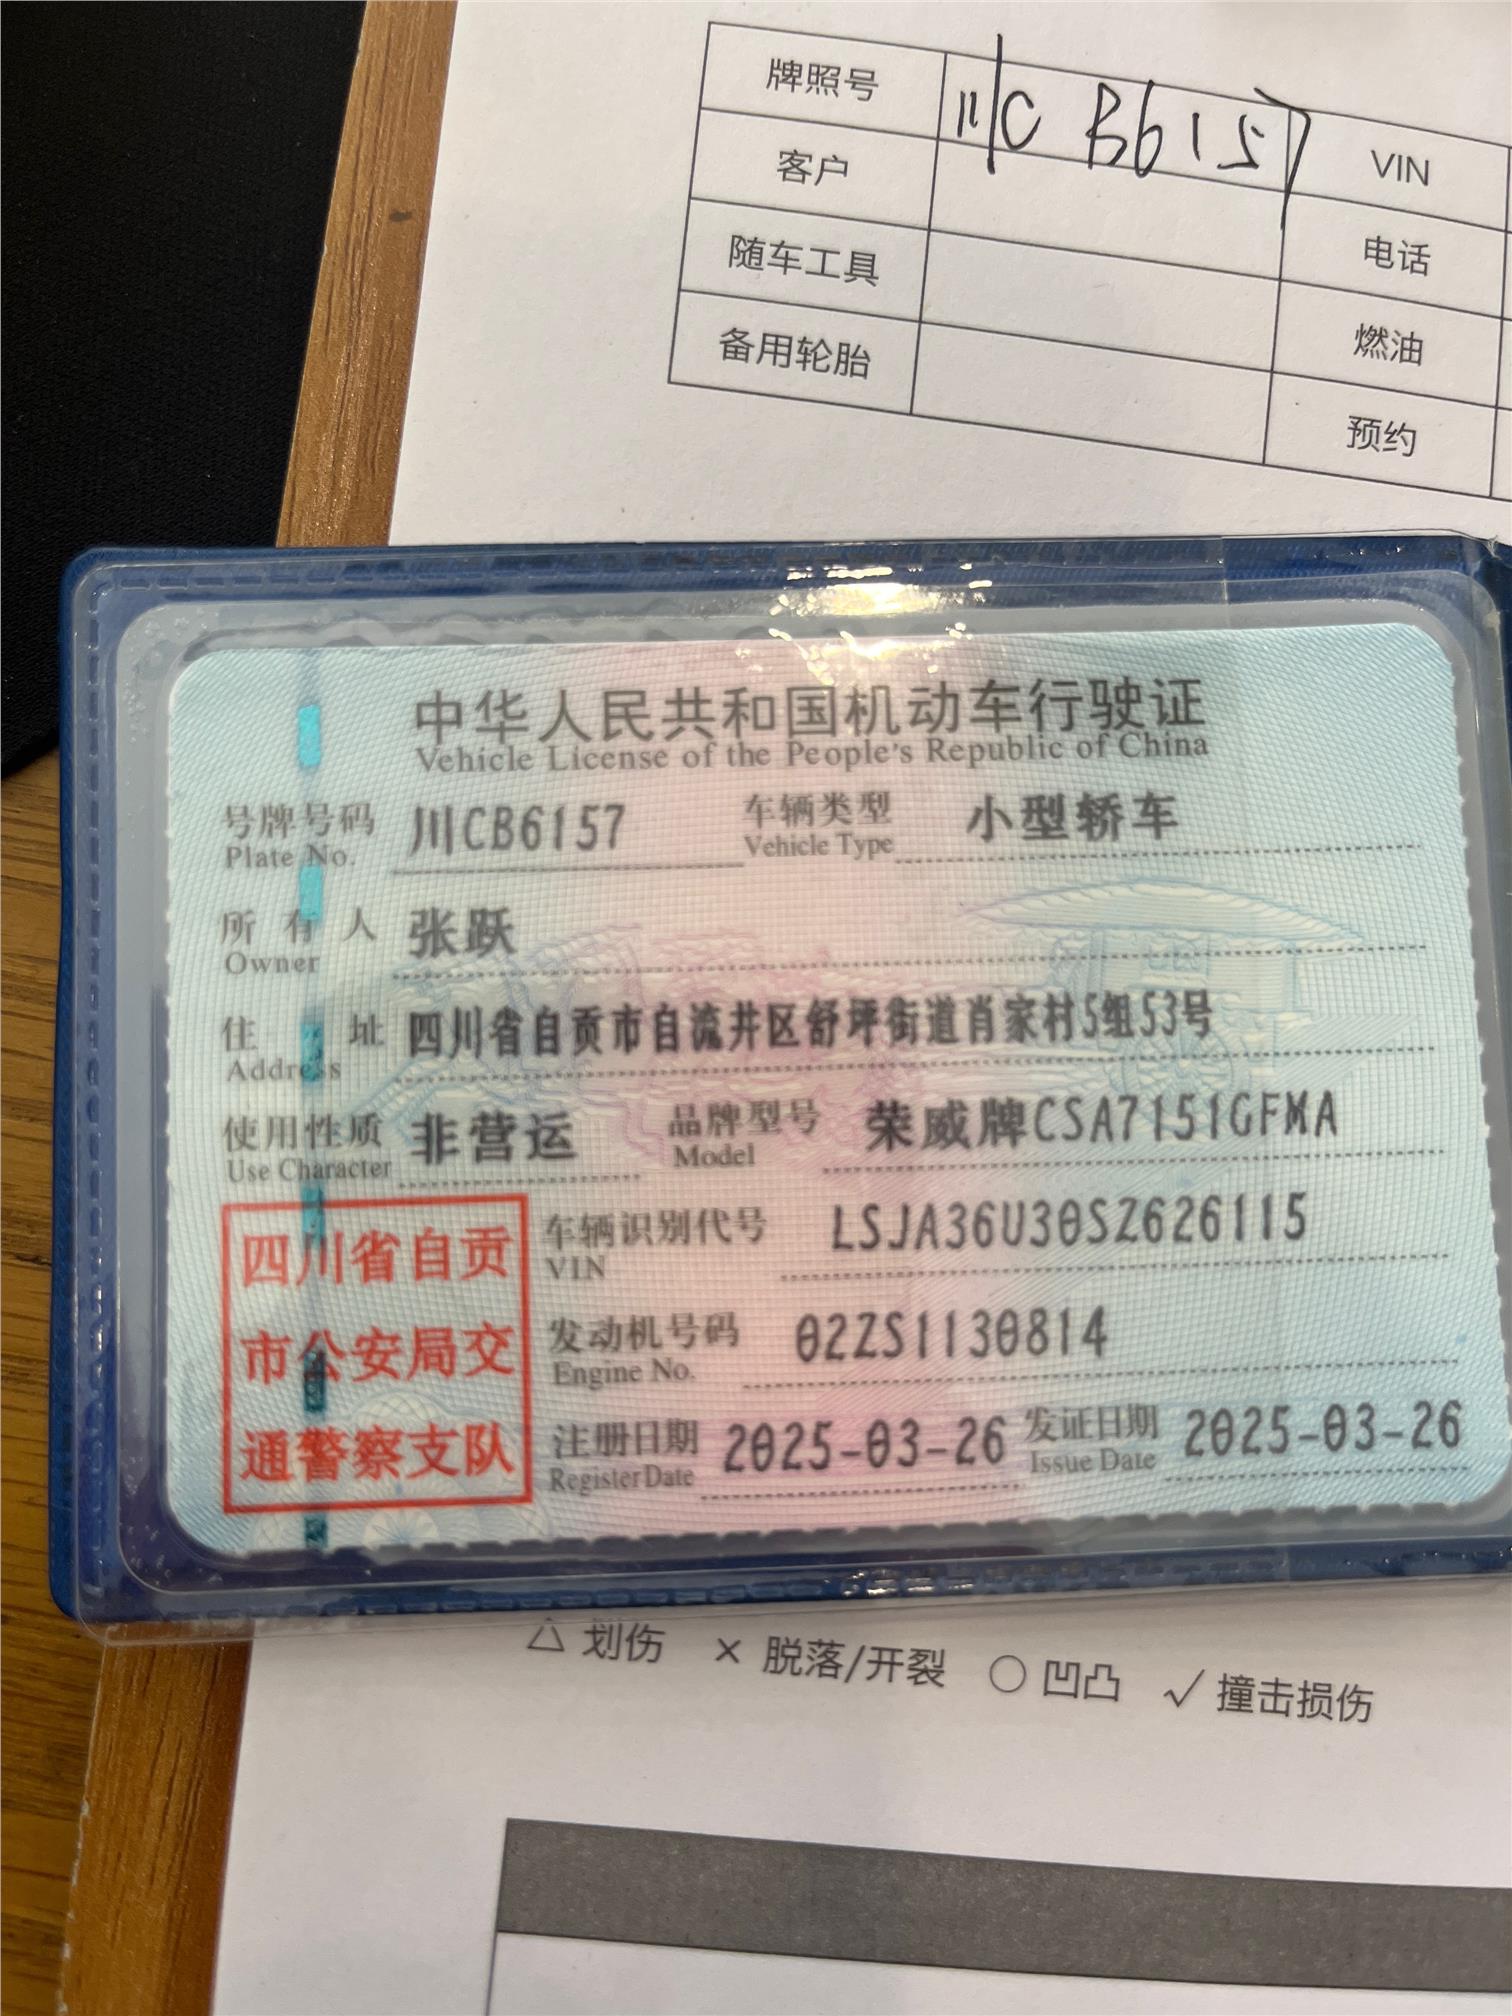 牌照号 川C B6157 VIN
客户 电话
随车工具 燃油
备用轮胎 预约
中华人民共和国机动车行驶证
Vehicle License of the People's Republic of China
号牌号码 川CB6157 车辆类型 小型轿车
Plate No. Vehicle Type
所有人 张跃
Owner
住址 四川省自贡市自流井区舒坪街道肖家村5组53号
Address
使用性质 非营运 品牌型号 荣威牌CSA7151GFMA
Use Character Model
四川省自贡
市公安局交
通警察支队
车辆识别代号 LSJA36U30SZ626115
VIN
发动机号码 02ZS1130814
Engine No.
注册日期 2025-03-26 发证日期 2025-03-26
Register Date Issue Date
△ 划伤 × 脱落/开裂 ○ 凹凸 ✓ 撞击损伤